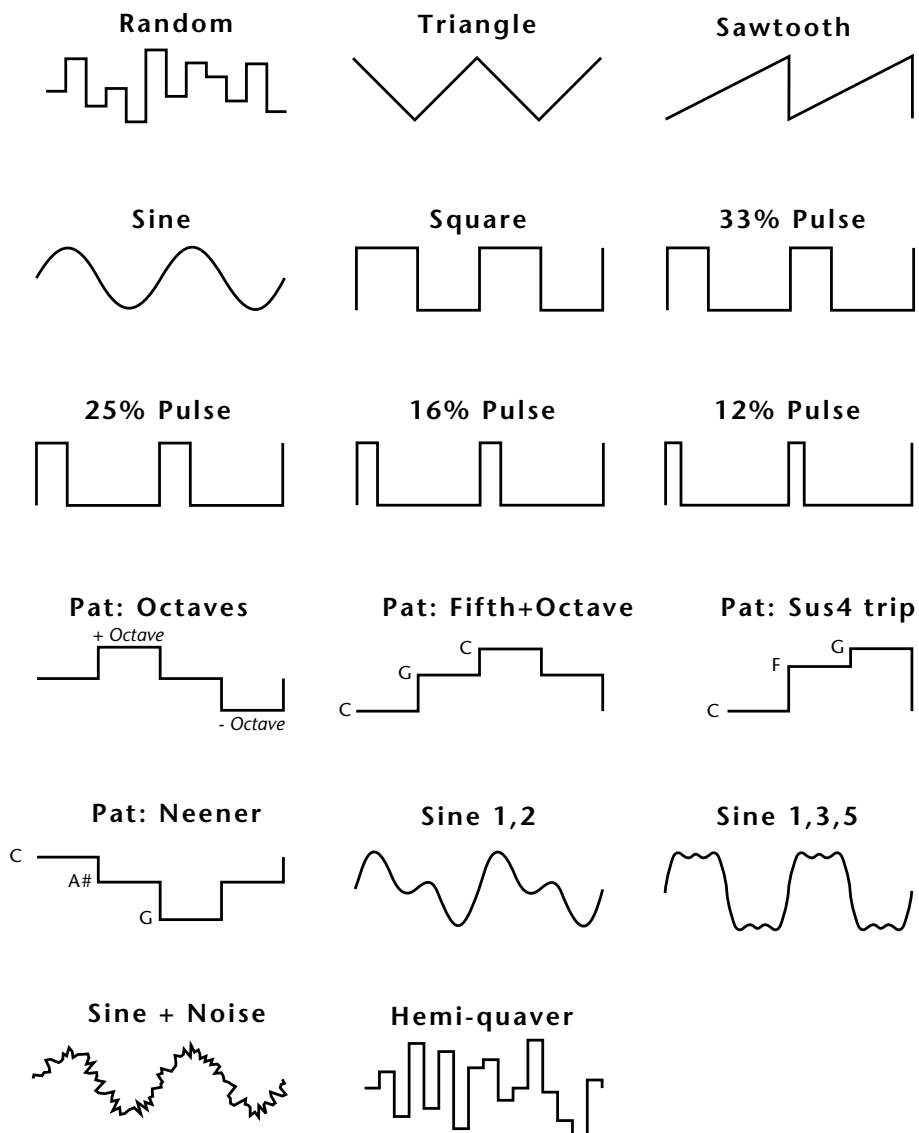 Random
Triangle
Sawtooth
Sine
Square
33% Pulse
25% Pulse
16% Pulse
12% Pulse
Pat: Octaves
+ Octave
- Octave
Pat: Fifth+Octave
C
G
C
Pat: Sus4 trip
G
F
C
Pat: Neener
C
A#
G
Sine 1,2
Sine 1,3,5
Sine + Noise
Hemi-quaver